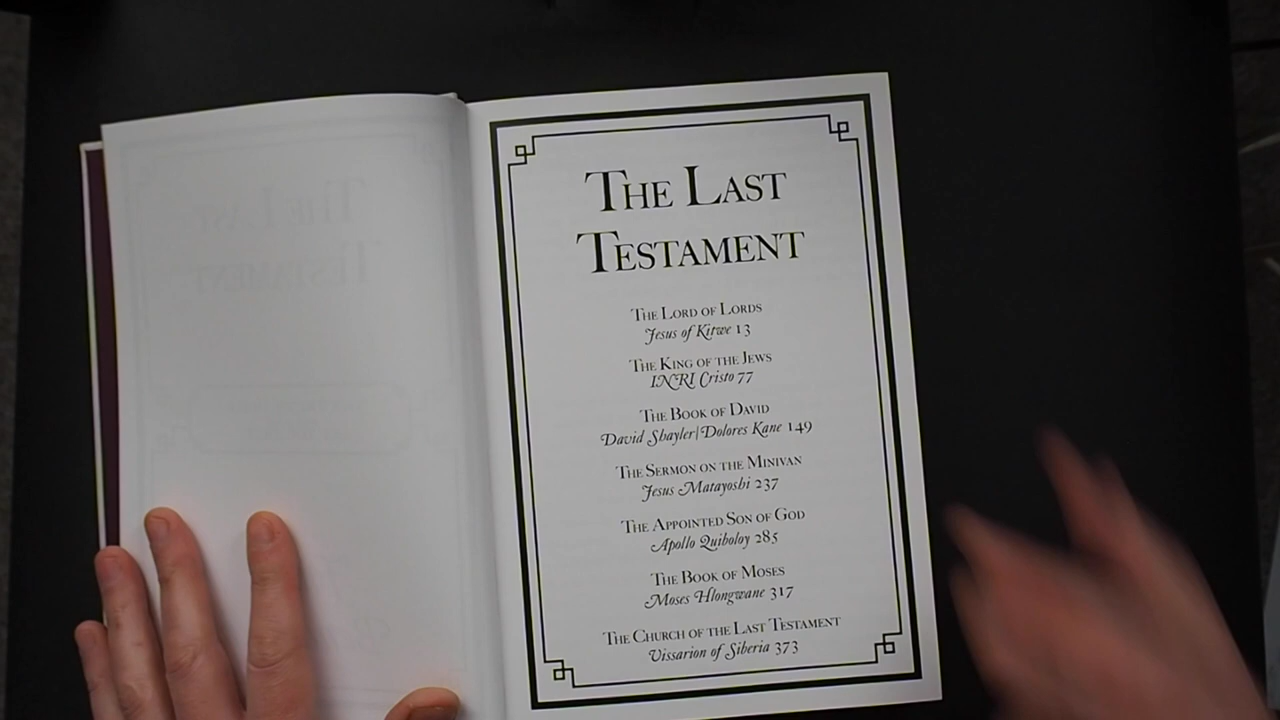 The Last
Testament
The Lord of Lords
Jesus of Kitwe 13
The King of the Jews
INRI Cristo 77
The Book of David
David Shayler/Dolores Kane 149
The Sermon on the Minivan
Jesus Matayoshi 237
The Appointed Son of God
Apollo Quiboloy 285
The Book of Moses
Moses Hlongwane 317
The Church of the Last Testament
Vissarion of Siberia 373